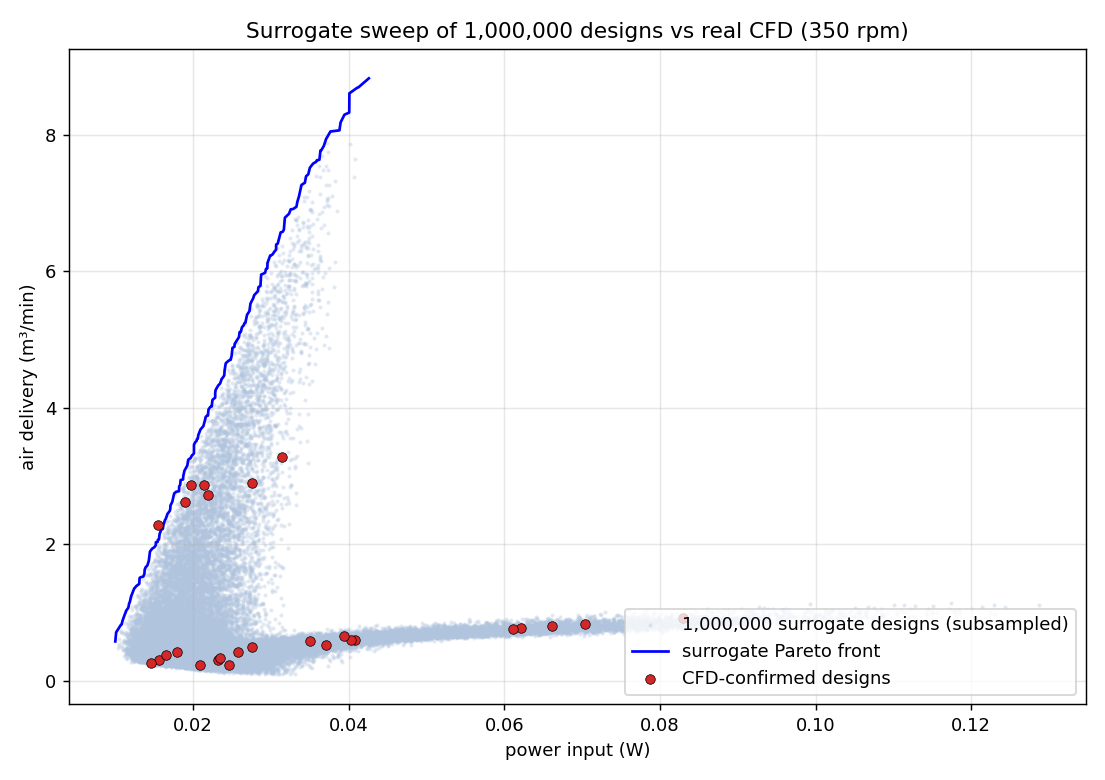 Surrogate sweep of 1,000,000 designs vs real CFD (350 rpm)
air delivery (m³/min)
8
6
4
2
0
0.02 0.04 0.06 0.08 0.10 0.12
power input (W)
1,000,000 surrogate designs (subsampled)
surrogate Pareto front
CFD-confirmed designs